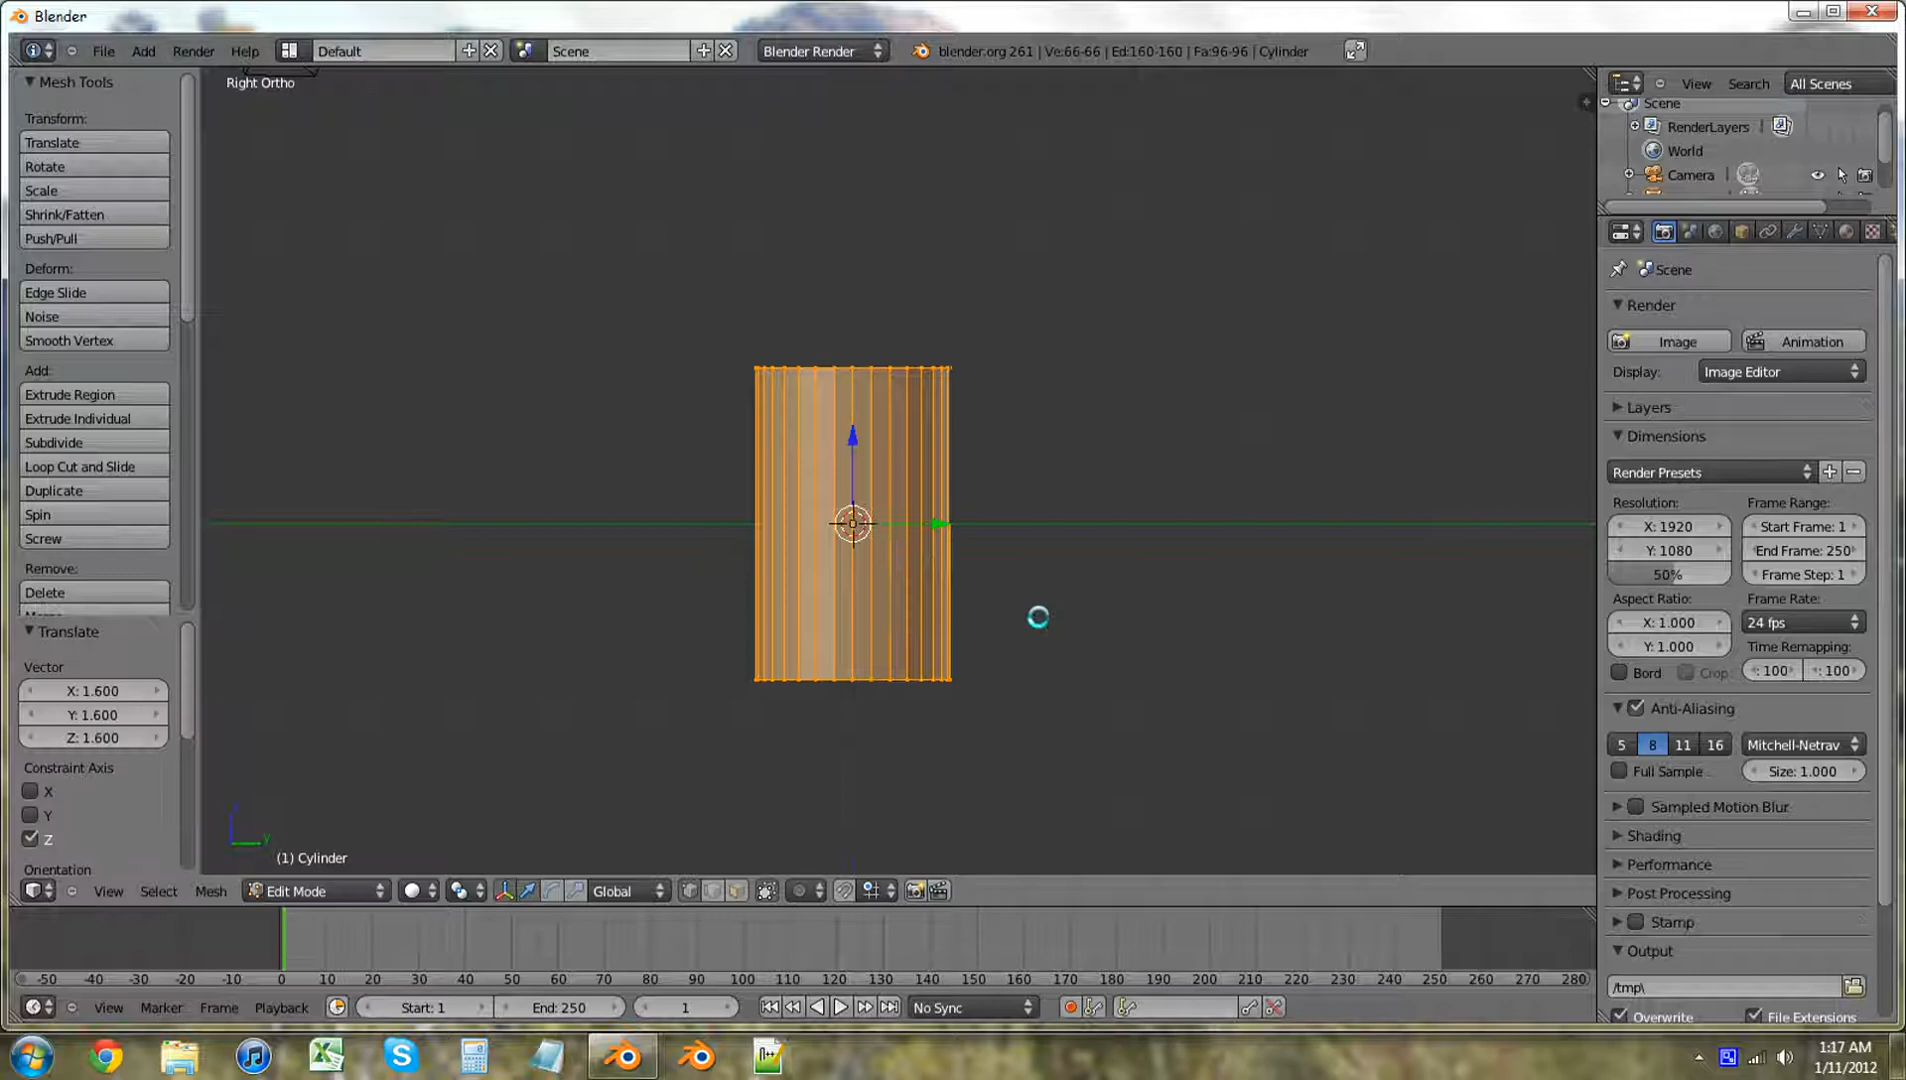 Blender
File Add Render Help Default Scene Blender Render blender.org 261 | Ve:66-66 | Ed:160-160 | Fa:96-96 | Cylinder
Mesh Tools
Transform:
Translate
Rotate
Scale
Shrink/Fatten
Push/Pull
Deform:
Edge Slide
Noise
Smooth Vertex
Add:
Extrude Region
Extrude Individual
Subdivide
Loop Cut and Slide
Duplicate
Spin
Screw
Remove:
Delete
Translate
Vector
X: 1.600
Y: 1.600
Z: 1.600
Constraint Axis
X
Y
Z
Orientation
Right Ortho
y
(1) Cylinder
View Select Mesh Edit Mode Global
-50 -40 -30 -20 -10 0 10 20 30 40 50 60 70 80 90 100 110 120 130 140 150 160 170 180 190 200 210 220 230 240 250 260 270 280
View Marker Frame Playback Start: 1 End: 250 1 No Sync
View Search All Scenes
Scene
RenderLayers |
World
Camera |
Scene
Render
Image Animation
Display: Image Editor
Layers
Dimensions
Render Presets
Resolution: Frame Range:
X: 1920 Start Frame: 1
Y: 1080 End Frame: 250
50% Frame Step: 1
Aspect Ratio: Frame Rate:
X: 1.000 24 fps
Y: 1.000 Time Remapping:
Bord Crop : 100 : 100
Anti-Aliasing
5 8 11 16 Mitchell-Netrav
Full Sample Size: 1.000
Sampled Motion Blur
Shading
Performance
Post Processing
Stamp
Output
/tmp\
Overwrite File Extensions
1:17 AM
1/11/2012